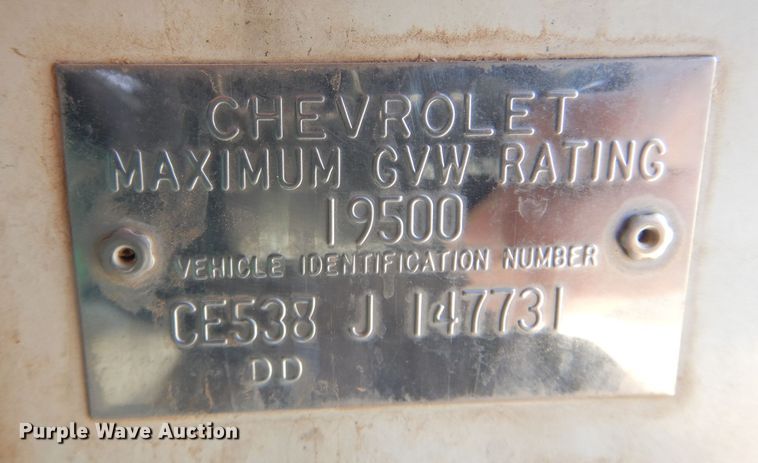 CHEVROLET
MAXIMUM GVW RATING
19500
VEHICLE IDENTIFICATION NUMBER
CE538 J 147731
DD
Purple Wave Auction